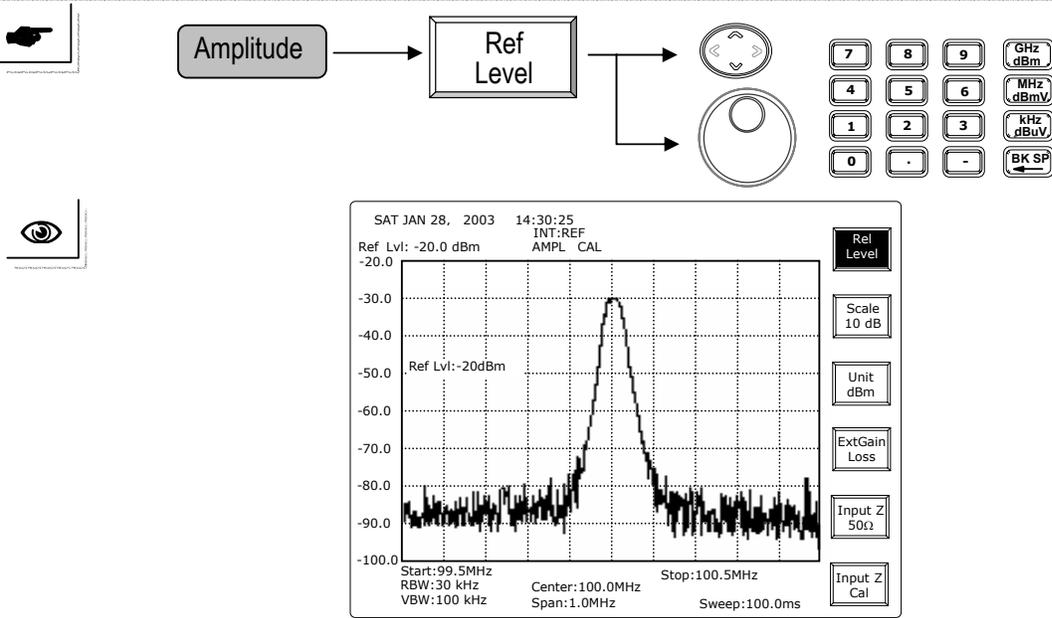 Amplitude
Ref
Level
7 8 9 GHz
dBm
4 5 6 MHz
dBmV
1 2 3 kHz
dBuV
0 . - BK SP
SAT JAN 28, 2003 14:30:25
INT:REF
Ref Lvl: -20.0 dBm AMPL CAL
-20.0
-30.0
-40.0
Ref Lvl:-20dBm
-50.0
-60.0
-70.0
-80.0
-90.0
-100.0
Start:99.5MHz Stop:100.5MHz
RBW:30 kHz Center:100.0MHz
VBW:100 kHz Span:1.0MHz Sweep:100.0ms
Rel
Level
Scale
10 dB
Unit
dBm
ExtGain
Loss
Input Z
50Ω
Input Z
Cal